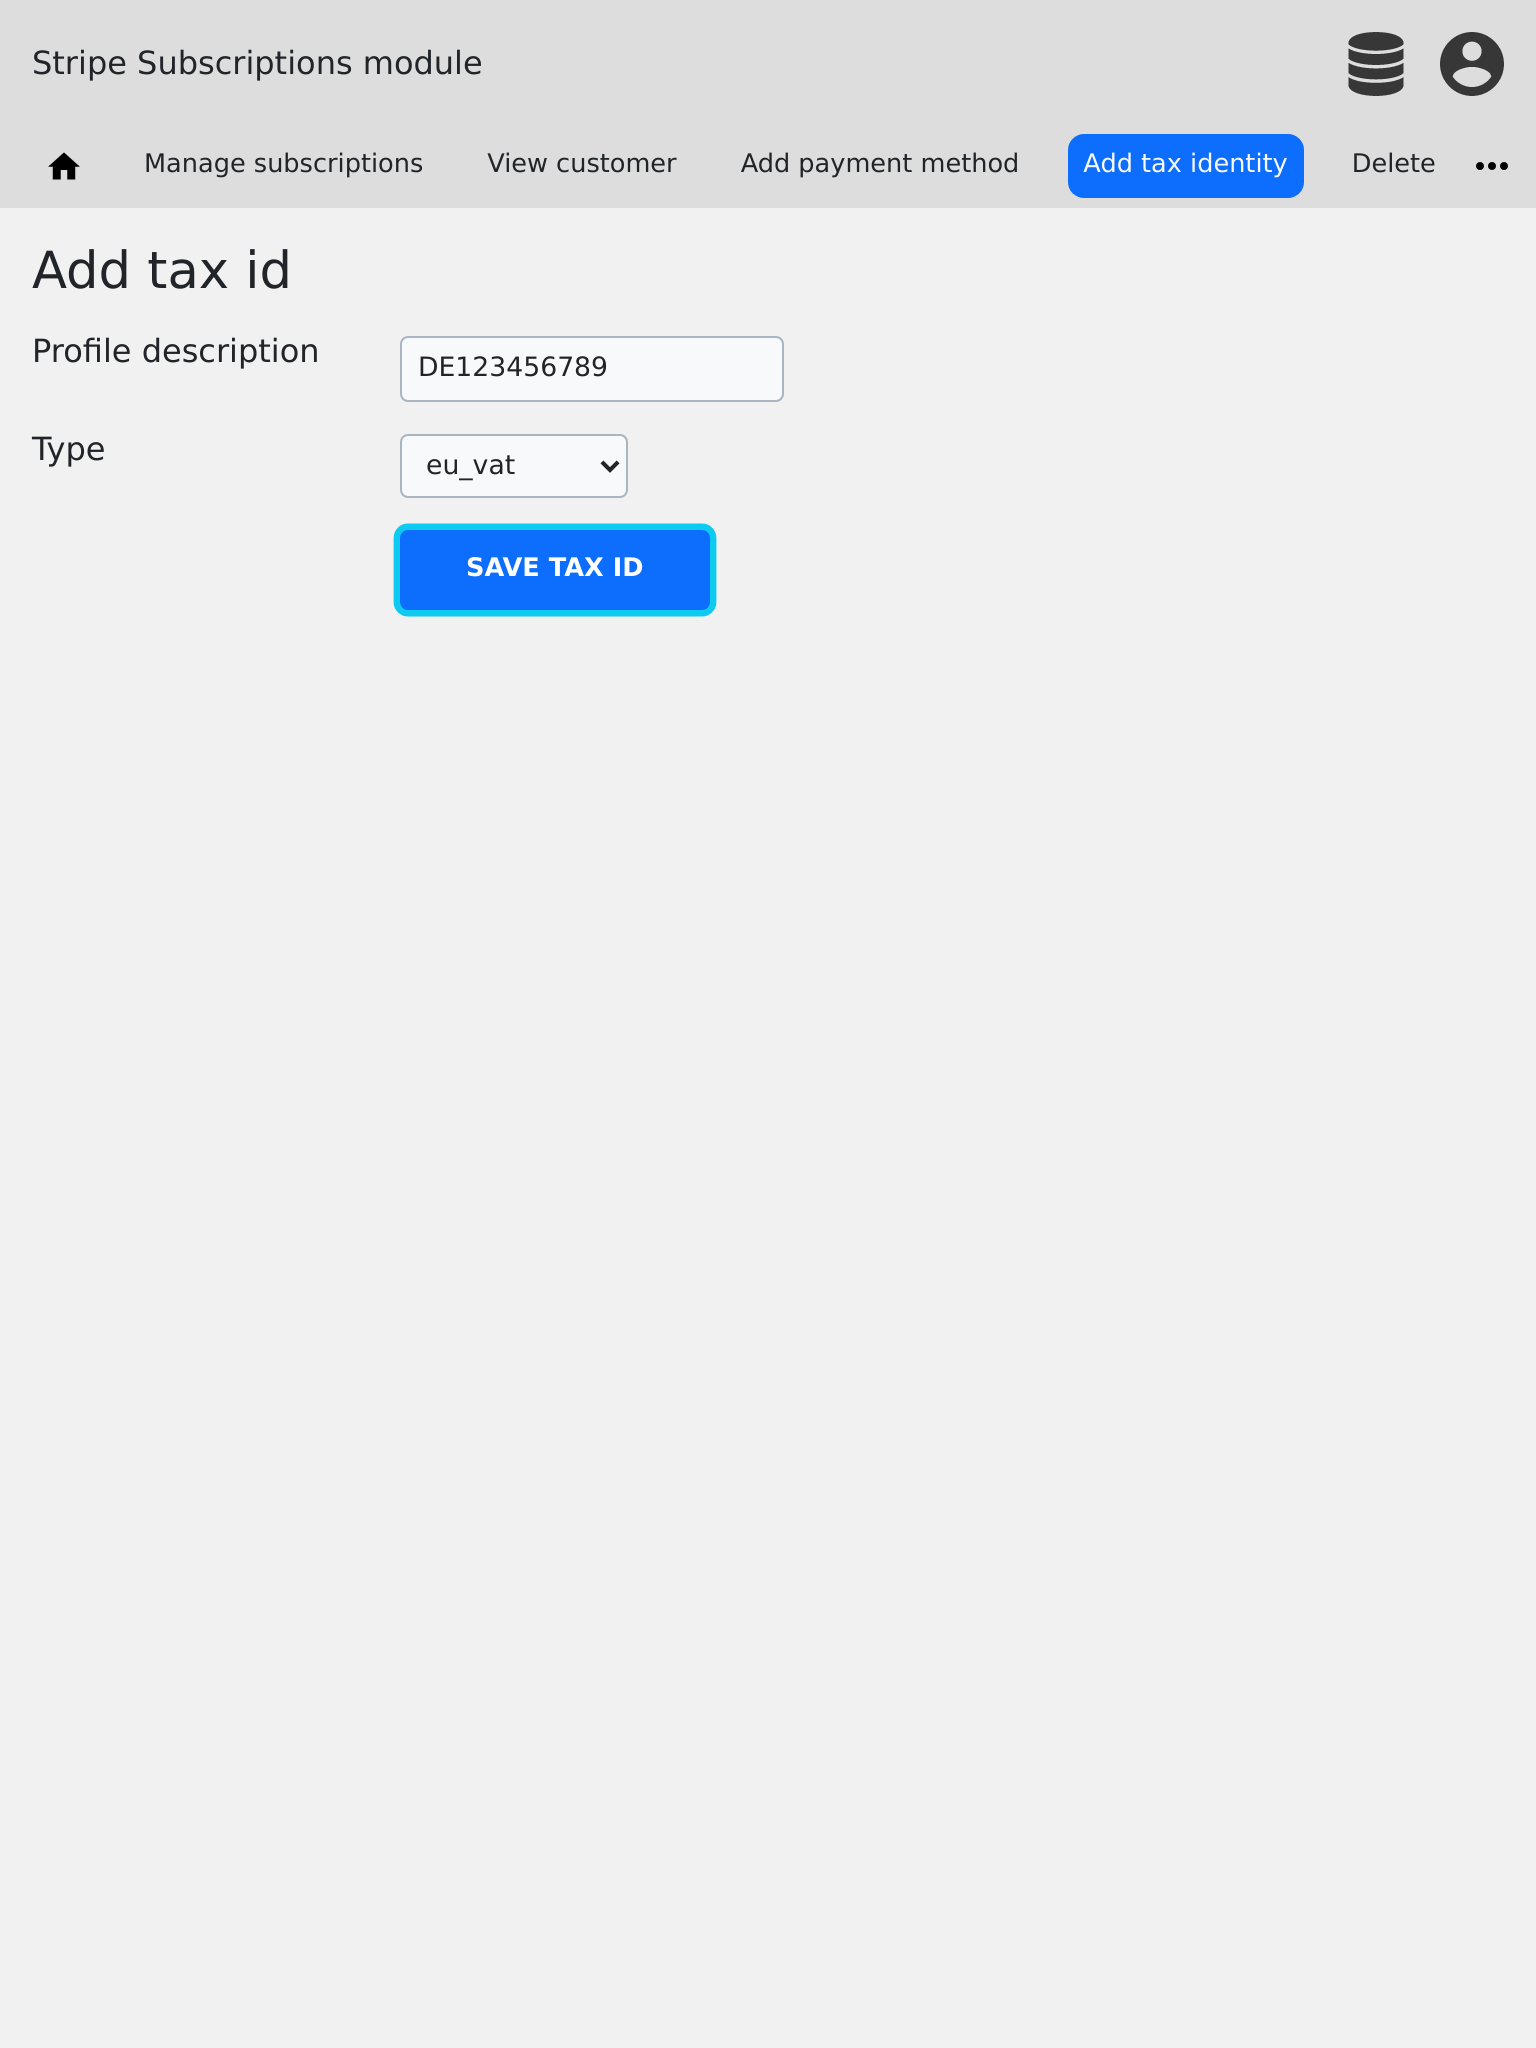 Stripe Subscriptions module
Manage subscriptions View customer Add payment method Add tax identity Delete
Add tax id
Profile description DE123456789
Type eu_vat
SAVE TAX ID